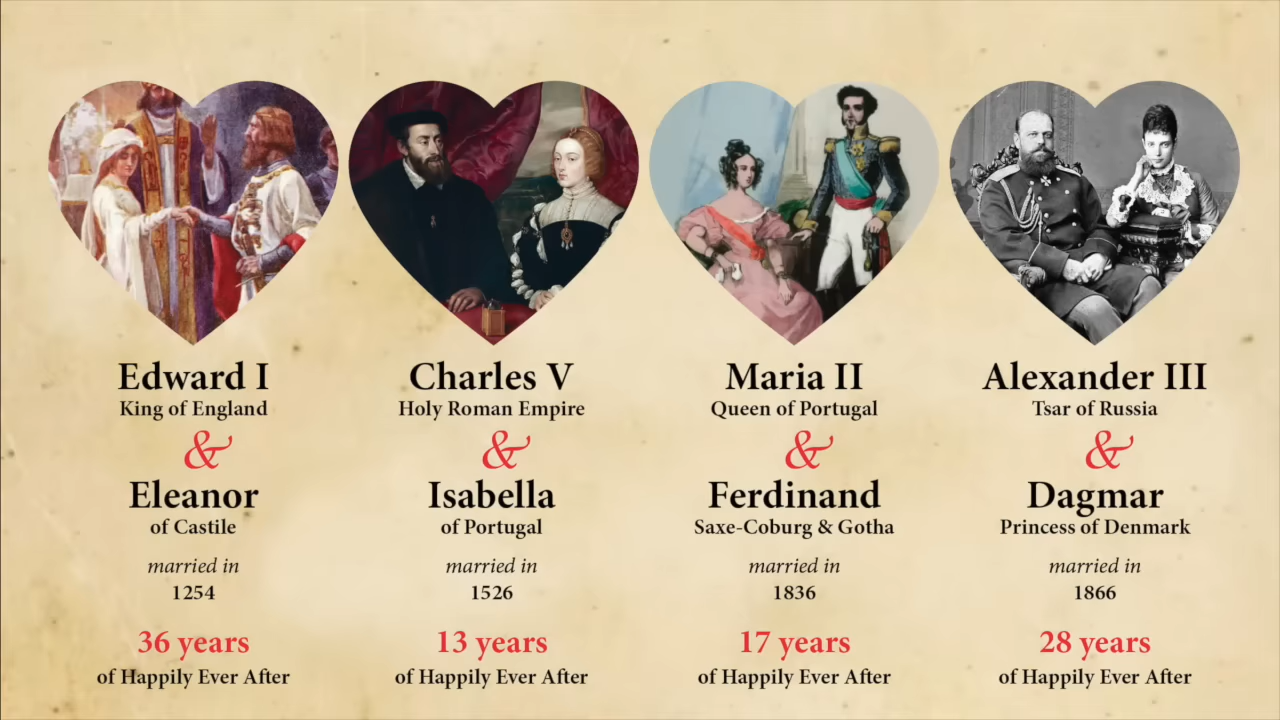 Edward I
King of England
&
Eleanor
of Castile
married in
1254
36 years
of Happily Ever After
Charles V
Holy Roman Empire
&
Isabella
of Portugal
married in
1526
13 years
of Happily Ever After
Maria II
Queen of Portugal
&
Ferdinand
Saxe-Coburg & Gotha
married in
1836
17 years
of Happily Ever After
Alexander III
Tsar of Russia
&
Dagmar
Princess of Denmark
married in
1866
28 years
of Happily Ever After